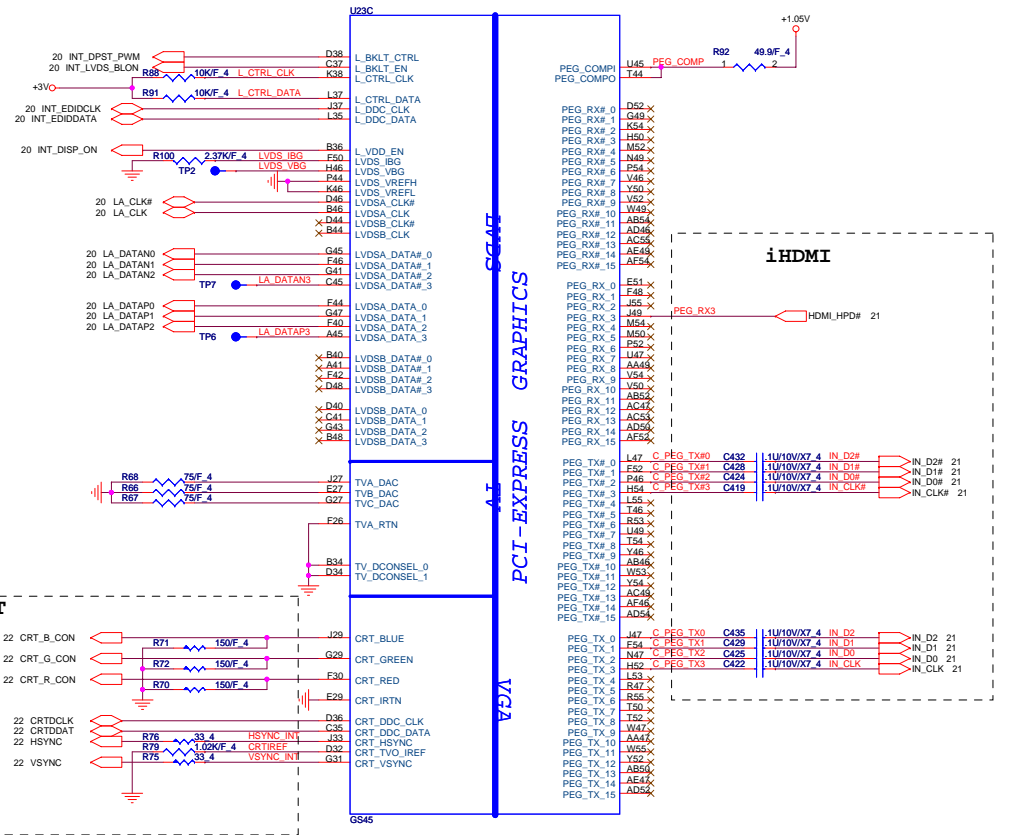 U23C
20 INT_DPST_PWM D38 L_BKLT_CTRL
20 INT_LVDS_BLON C37 L_BKLT_EN
R88 10K/F_4 L_CTRL_CLK K38 L_CTRL_CLK
+3V
R91 10K/F_4 L_CTRL_DATA L37 L_CTRL_DATA
20 INT_EDIDCLK J37 L_DDC_CLK
20 INT_EDIDDATA L35 L_DDC_DATA
20 INT_DISP_ON B36 L_VDD_EN
R100 2.37K/F_4 LVDS_IBG F50 LVDS_IBG
TP2 LVDS_VBG H46 LVDS_VBG
P44 LVDS_VREFH
K46 LVDS_VREFL
20 LA_CLK# D46 LVDSA_CLK#
20 LA_CLK B46 LVDSA_CLK
D44 LVDSB_CLK#
B44 LVDSB_CLK
20 LA_DATAN0 G45 LVDSA_DATA#_0
20 LA_DATAN1 F46 LVDSA_DATA#_1
20 LA_DATAN2 G41 LVDSA_DATA#_2
TP7 LA_DATAN3 C45 LVDSA_DATA#_3
20 LA_DATAP0 F44 LVDSA_DATA_0
20 LA_DATAP1 G47 LVDSA_DATA_1
20 LA_DATAP2 F40 LVDSA_DATA_2
TP6 LA_DATAP3 A45 LVDSA_DATA_3
B40 LVDSB_DATA#_0
A41 LVDSB_DATA#_1
F42 LVDSB_DATA#_2
D48 LVDSB_DATA#_3
D40 LVDSB_DATA_0
C41 LVDSB_DATA_1
G43 LVDSB_DATA_2
B48 LVDSB_DATA_3
R68 75/F_4 J27 TVA_DAC
R66 75/F_4 E27 TVB_DAC
R67 75/F_4 G27 TVC_DAC
F26 TVA_RTN
B34 TV_DCONSEL_0
D34 TV_DCONSEL_1
T
22 CRT_B_CON J29 CRT_BLUE
R71 150/F_4
22 CRT_G_CON G29 CRT_GREEN
R72 150/F_4
22 CRT_R_CON F30 CRT_RED
R70 150/F_4
E29 CRT_IRTN
22 CRTDCLK D36 CRT_DDC_CLK
22 CRTDDAT C35 CRT_DDC_DATA
22 HSYNC R76 33_4 HSYNC_INT J33 CRT_HSYNC
R79 1.02K/F_4 CRTIREF D32 CRT_TVO_IREF
22 VSYNC R75 33_4 VSYNC_INT G31 CRT_VSYNC
GS45
LVDS
TV
VGA
PCI-EXPRESS GRAPHICS
+1.05V
PEG_COMPI U45 PEG_COMP R92 1 49.9/F_4 2
PEG_COMPO T44
PEG_RX#_0 D52
PEG_RX#_1 G49
PEG_RX#_2 K54
PEG_RX#_3 H50
PEG_RX#_4 M52
PEG_RX#_5 N49
PEG_RX#_6 P54
PEG_RX#_7 V46
PEG_RX#_8 Y50
PEG_RX#_9 V52
PEG_RX#_10 W49
PEG_RX#_11 AB54
PEG_RX#_12 AD46
PEG_RX#_13 AC55
PEG_RX#_14 AE49
PEG_RX#_15 AF54
iHDMI
PEG_RX_0 E51
PEG_RX_1 F48
PEG_RX_2 J55
PEG_RX_3 J49 PEG_RX3 HDMI_HPD# 21
PEG_RX_4 M54
PEG_RX_5 M50
PEG_RX_6 P52
PEG_RX_7 U47
PEG_RX_8 AA49
PEG_RX_9 V54
PEG_RX_10 V50
PEG_RX_11 AB52
PEG_RX_12 AC47
PEG_RX_13 AC53
PEG_RX_14 AD50
PEG_RX_15 AF52
PEG_TX#_0 L47 C_PEG_TX#0 C432 .1U/10V/X7_4 IN_D2# IN_D2# 21
PEG_TX#_1 F52 C_PEG_TX#1 C428 .1U/10V/X7_4 IN_D1# IN_D1# 21
PEG_TX#_2 P46 C_PEG_TX#2 C424 .1U/10V/X7_4 IN_D0# IN_D0# 21
PEG_TX#_3 H54 C_PEG_TX#3 C419 .1U/10V/X7_4 IN_CLK# IN_CLK# 21
PEG_TX#_4 L55
PEG_TX#_5 T46
PEG_TX#_6 R53
PEG_TX#_7 U49
PEG_TX#_8 T54
PEG_TX#_9 Y46
PEG_TX#_10 AB46
PEG_TX#_11 W53
PEG_TX#_12 Y54
PEG_TX#_13 AC49
PEG_TX#_14 AF46
PEG_TX#_15 AD54
PEG_TX_0 J47 C_PEG_TX0 C435 .1U/10V/X7_4 IN_D2 IN_D2 21
PEG_TX_1 F54 C_PEG_TX1 C429 .1U/10V/X7_4 IN_D1 IN_D1 21
PEG_TX_2 N47 C_PEG_TX2 C425 .1U/10V/X7_4 IN_D0 IN_D0 21
PEG_TX_3 H52 C_PEG_TX3 C422 .1U/10V/X7_4 IN_CLK IN_CLK 21
PEG_TX_4 L53
PEG_TX_5 R47
PEG_TX_6 R55
PEG_TX_7 T50
PEG_TX_8 T52
PEG_TX_9 W47
PEG_TX_10 AA47
PEG_TX_11 W55
PEG_TX_12 Y52
PEG_TX_13 AB50
PEG_TX_14 AE47
PEG_TX_15 AD52